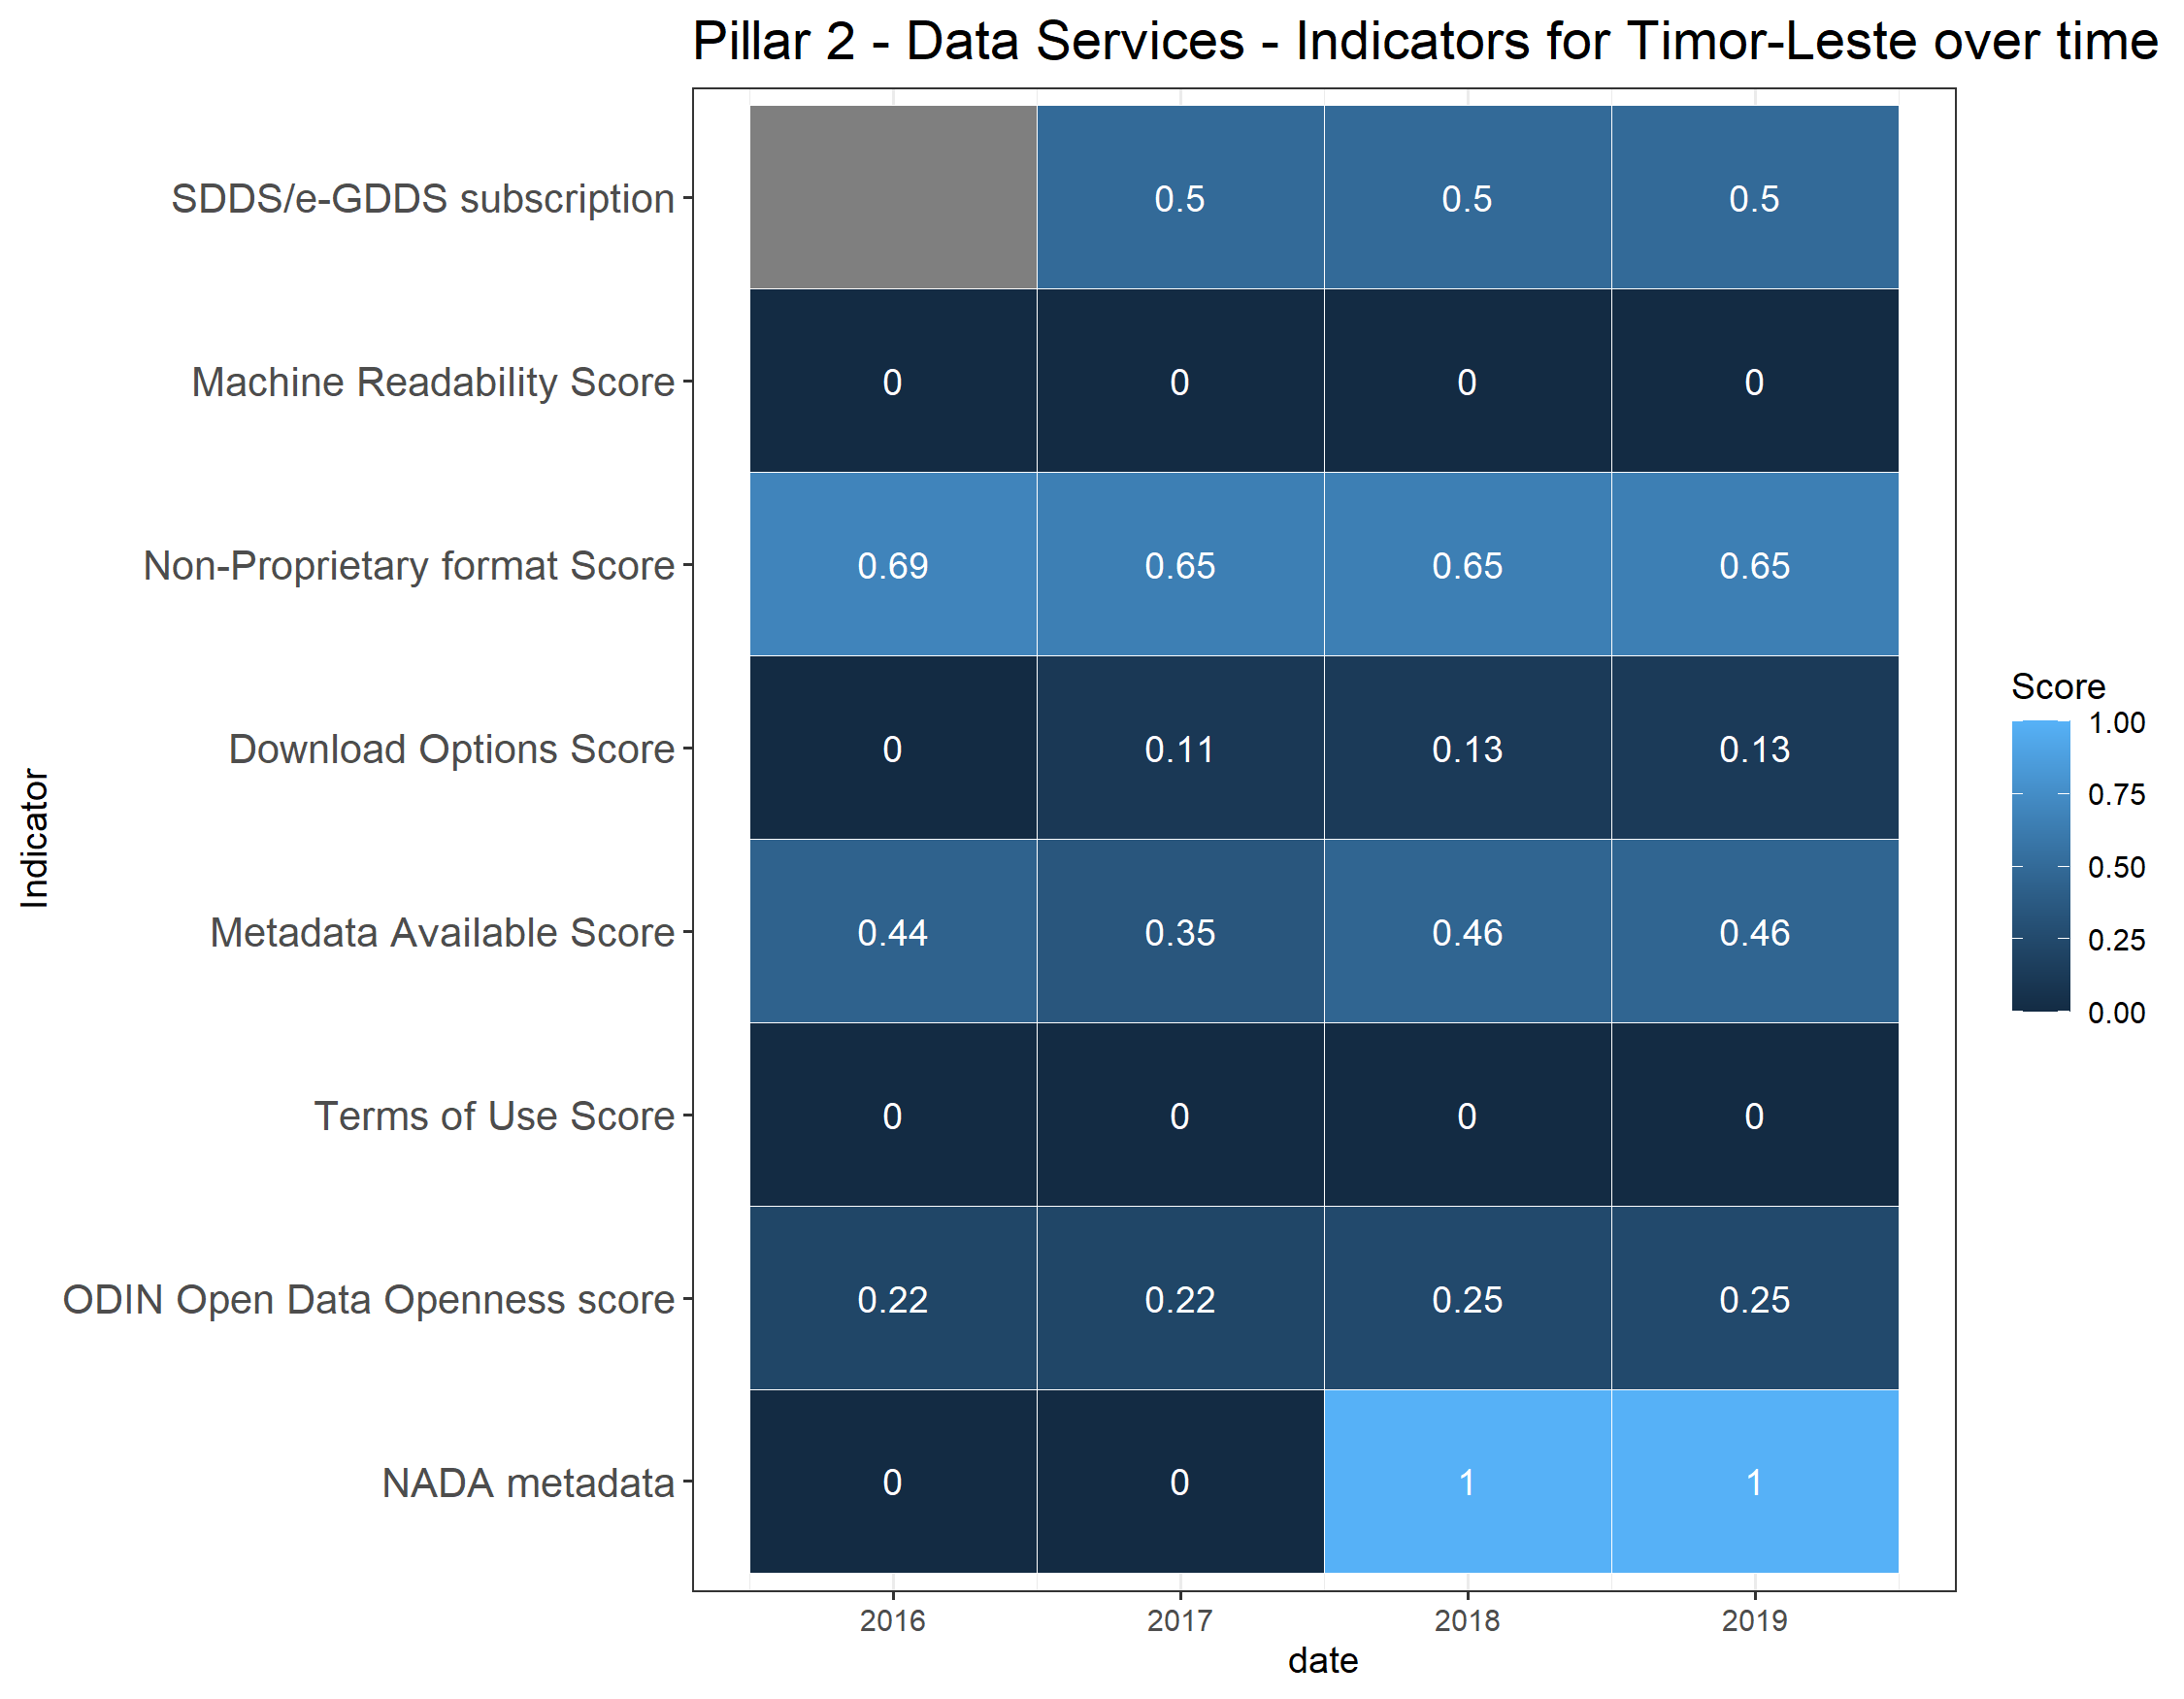 Pillar 2 - Data Services - Indicators for Timor-Leste over time
Indicator
SDDS/e-GDDS subscription
0.5 0.5 0.5
Machine Readability Score
0 0 0 0
Non-Proprietary format Score
0.69 0.65 0.65 0.65
Download Options Score
0 0.11 0.13 0.13
Metadata Available Score
0.44 0.35 0.46 0.46
Terms of Use Score
0 0 0 0
ODIN Open Data Openness score
0.22 0.22 0.25 0.25
NADA metadata
0 0 1 1
2016 2017 2018 2019
date
Score
1.00
0.75
0.50
0.25
0.00